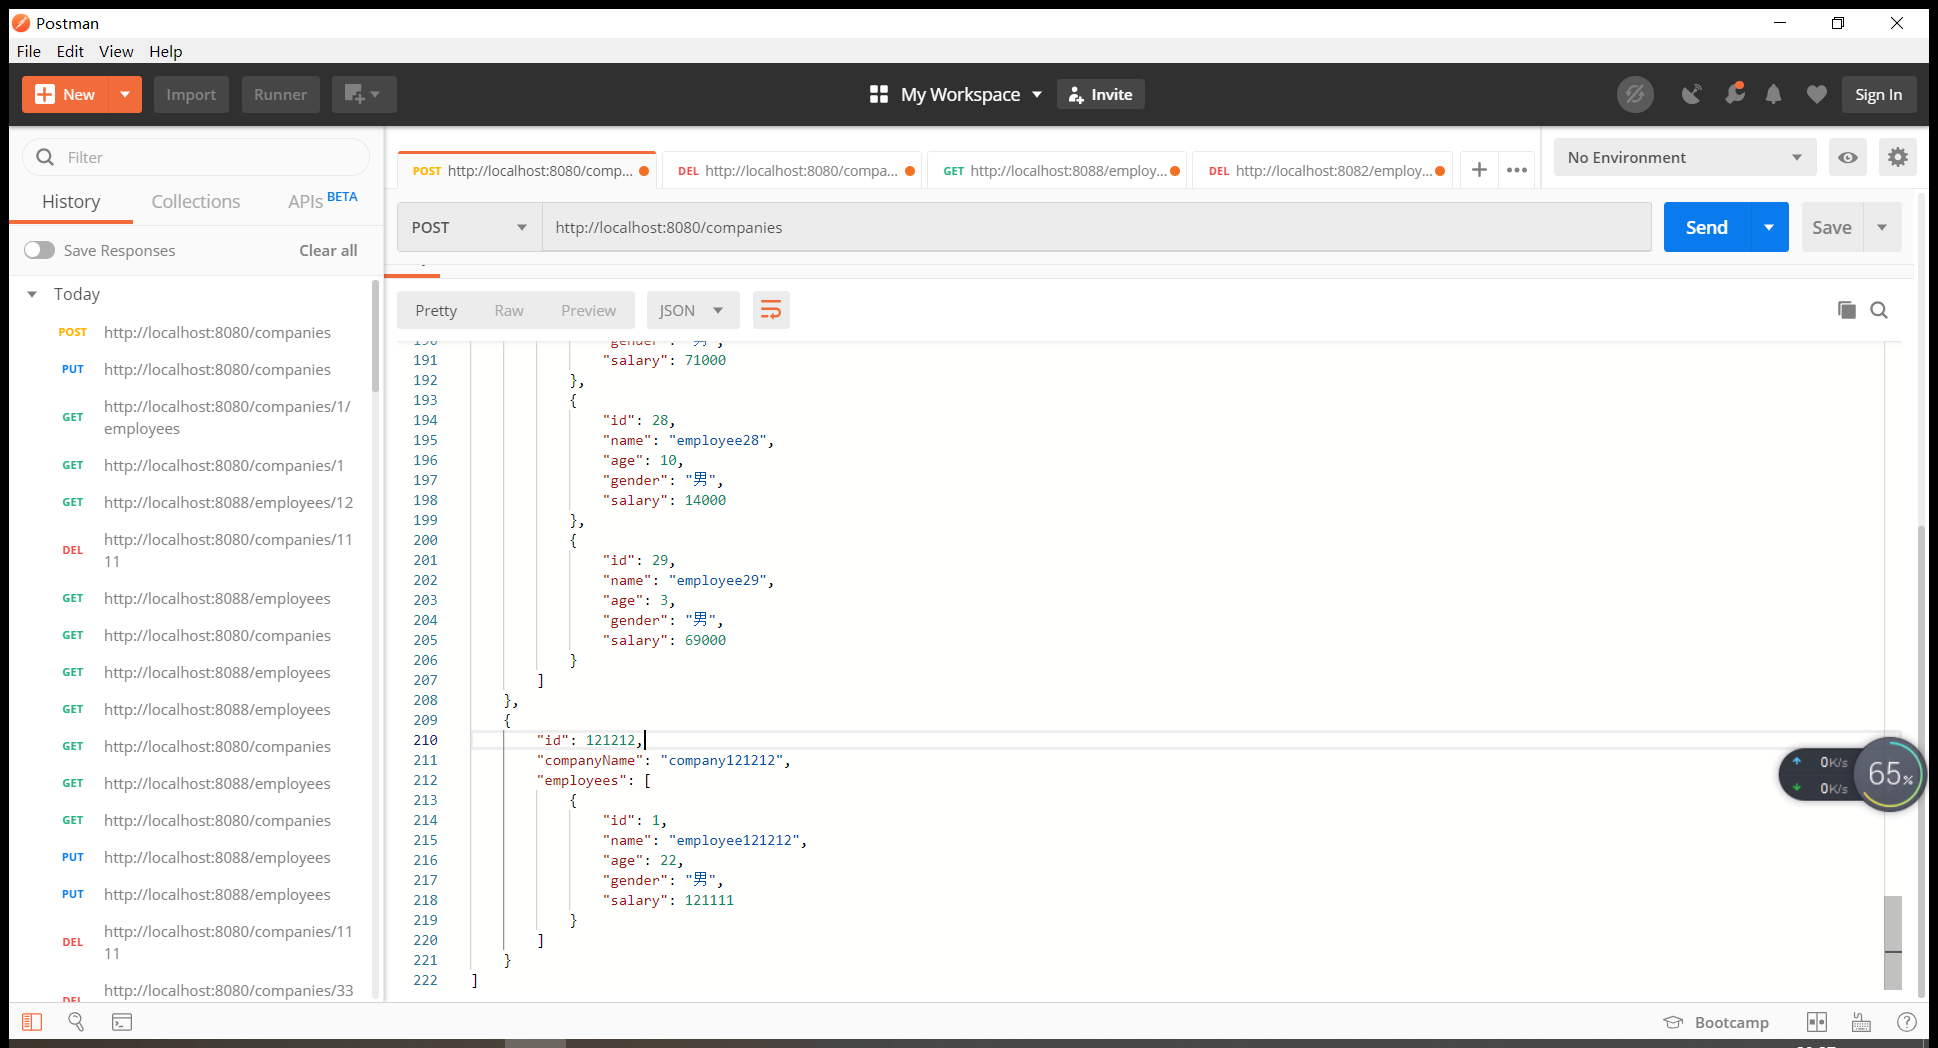 Postman
File Edit View Help
New Import Runner My Workspace Invite Sign In
Filter
History Collections APIs BETA
Save Responses Clear all
Today
POST http://localhost:8080/companies
PUT http://localhost:8080/companies
GET http://localhost:8080/companies/1/
employees
GET http://localhost:8080/companies/1
GET http://localhost:8088/employees/12
DEL http://localhost:8080/companies/11
11
GET http://localhost:8088/employees
GET http://localhost:8080/companies
GET http://localhost:8088/employees
GET http://localhost:8088/employees
GET http://localhost:8080/companies
GET http://localhost:8088/employees
GET http://localhost:8080/companies
PUT http://localhost:8088/employees
PUT http://localhost:8088/employees
DEL http://localhost:8080/companies/11
11
DEL http://localhost:8080/companies/33
POST http://localhost:8080/comp... DEL http://localhost:8080/compa... GET http://localhost:8088/employ... DEL http://localhost:8082/employ...
No Environment
POST http://localhost:8080/companies Send Save
Pretty Raw Preview JSON
190 "gender": "男",
191 "salary": 71000
192 },
193 {
194 "id": 28,
195 "name": "employee28",
196 "age": 10,
197 "gender": "男",
198 "salary": 14000
199 },
200 {
201 "id": 29,
202 "name": "employee29",
203 "age": 3,
204 "gender": "男",
205 "salary": 69000
206 }
207 ]
208 },
209 {
210 "id": 121212,
211 "companyName": "company121212",
212 "employees": [
213 {
214 "id": 1,
215 "name": "employee121212",
216 "age": 22,
217 "gender": "男",
218 "salary": 121111
219 }
220 ]
221 }
222 ]
0K/s
0K/s
65%
Bootcamp